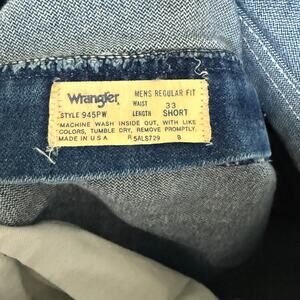 MENS REGULAR FIT
Wrangler WAIST 33
STYLE 945PW LENGTH SHORT
"MACHINE WASH INSIDE OUT, WITH LIKE
COLORS, TUMBLE DRY, REMOVE PROMPTLY.
MADE IN U.S.A R 5ALS729 B